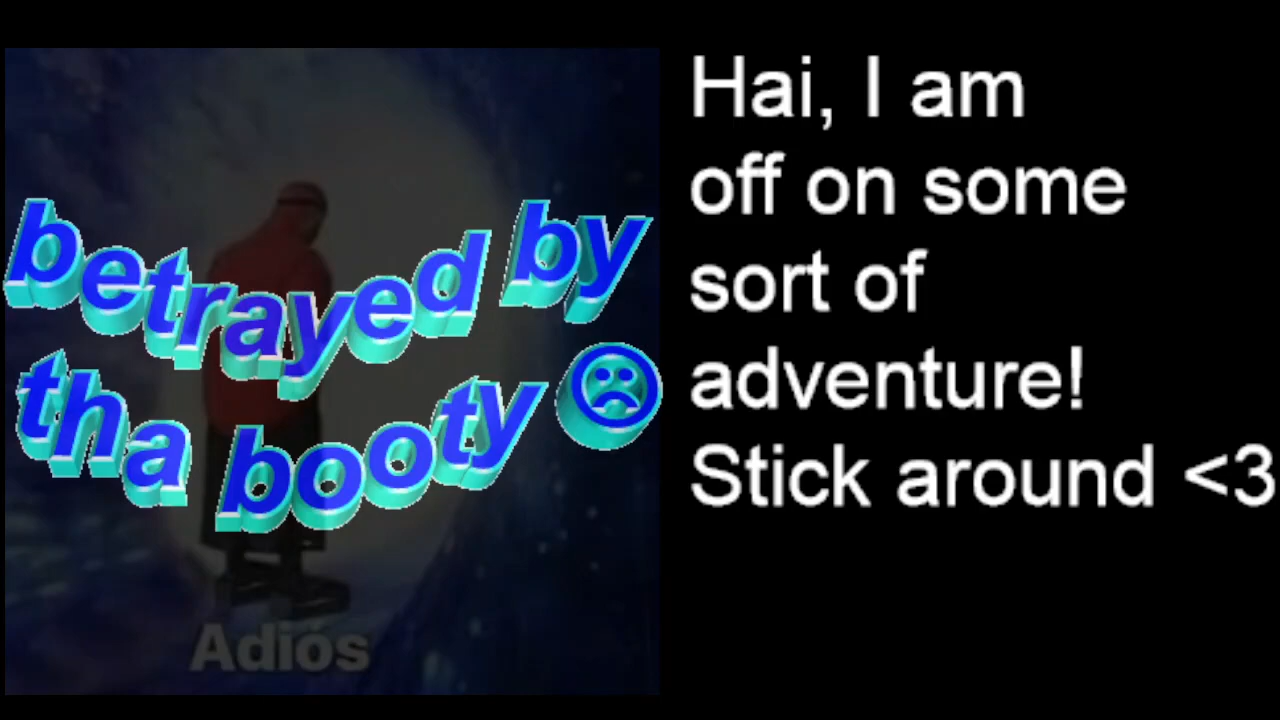 betrayed by
tha booty ☹
Adiós
Hai, I am
off on some
sort of
adventure!
Stick around <3